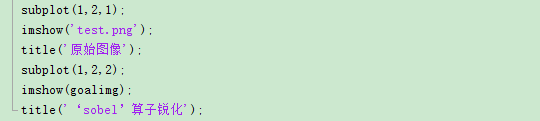 subplot(1,2,1);
imshow('test.png');
title('原始图像');
subplot(1,2,2);
imshow(goalimg);
title('‘sobel’算子锐化');